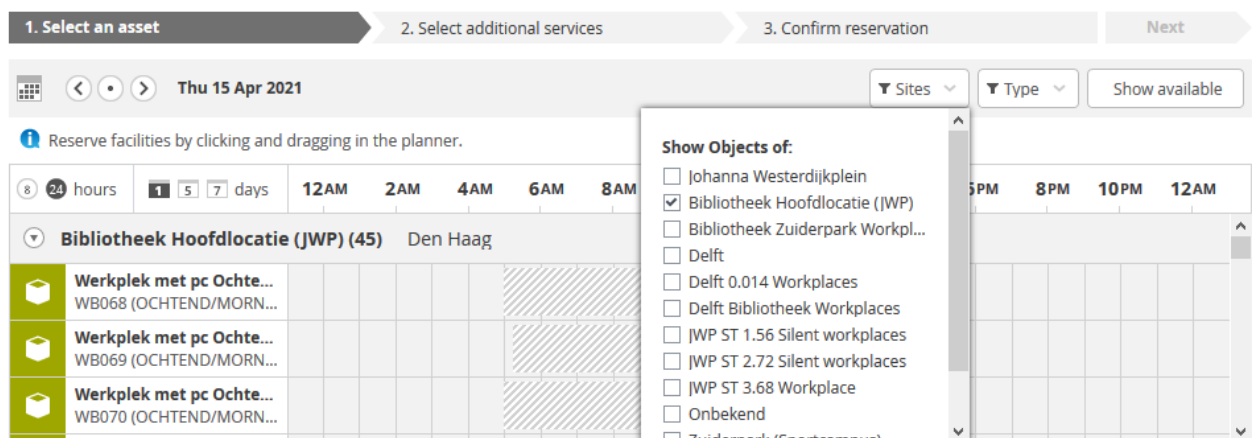 1. Select an asset
2. Select additional services
3. Confirm reservation
Next
Thu 15 Apr 2021
Sites
Type
Show available
Reserve facilities by clicking and dragging in the planner.
8 24 hours
1 5 7 days
12AM 2AM 4AM 6AM 8AM
PM 8PM 10PM 12AM
Show Objects of:
Johanna Westerdijkplein
Bibliotheek Hoofdlocatie (JWP)
Bibliotheek Zuiderpark Workpl...
Delft
Delft 0.014 Workplaces
Delft Bibliotheek Workplaces
JWP ST 1.56 Silent workplaces
JWP ST 2.72 Silent workplaces
JWP ST 3.68 Workplace
Onbekend
Zuiderpark (Sportcampus)
Bibliotheek Hoofdlocatie (JWP) (45) Den Haag
Werkplek met pc Ochte...
WB068 (OCHTEND/MORN...
Werkplek met pc Ochte...
WB069 (OCHTEND/MORN...
Werkplek met pc Ochte...
WB070 (OCHTEND/MORN...